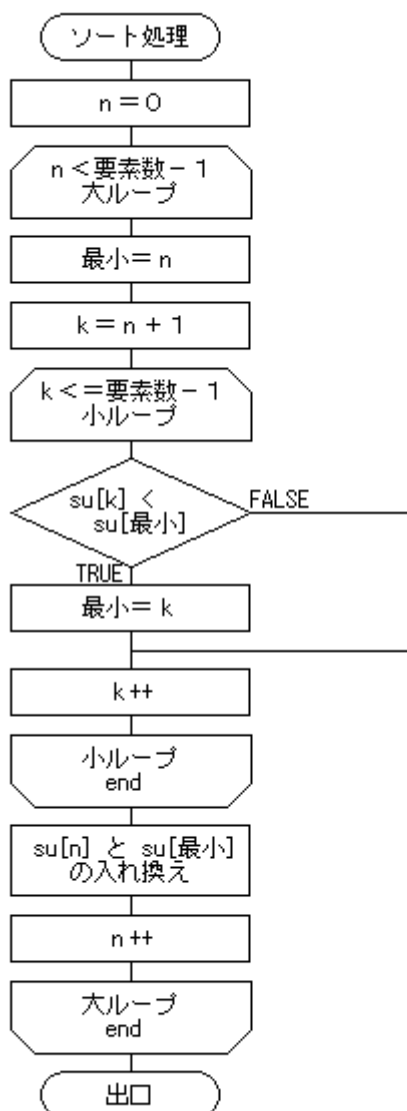 ソート処理
n＝０
n＜要素数－１
大ループ
最小＝n
k＝n＋１
k＜＝要素数－１
小ループ
su[k] ＜
su[最小]
FALSE
TRUE
最小＝k
k++
小ループ
end
su[n] と su[最小]
の入れ換え
n++
大ループ
end
出口